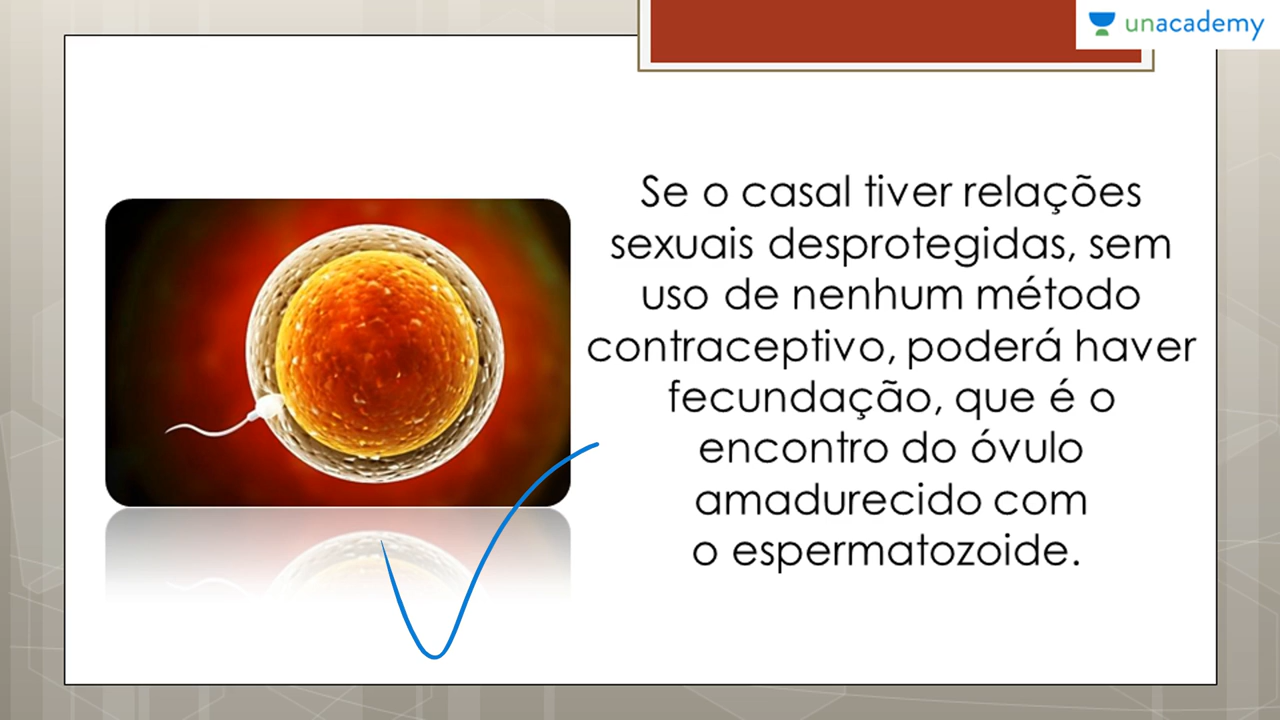 unacademy
Se o casal tiver relações
sexuais desprotegidas, sem
uso de nenhum método
contraceptivo, poderá haver
fecundação, que é o
encontro do óvulo
amadurecido com
o espermatozoide.